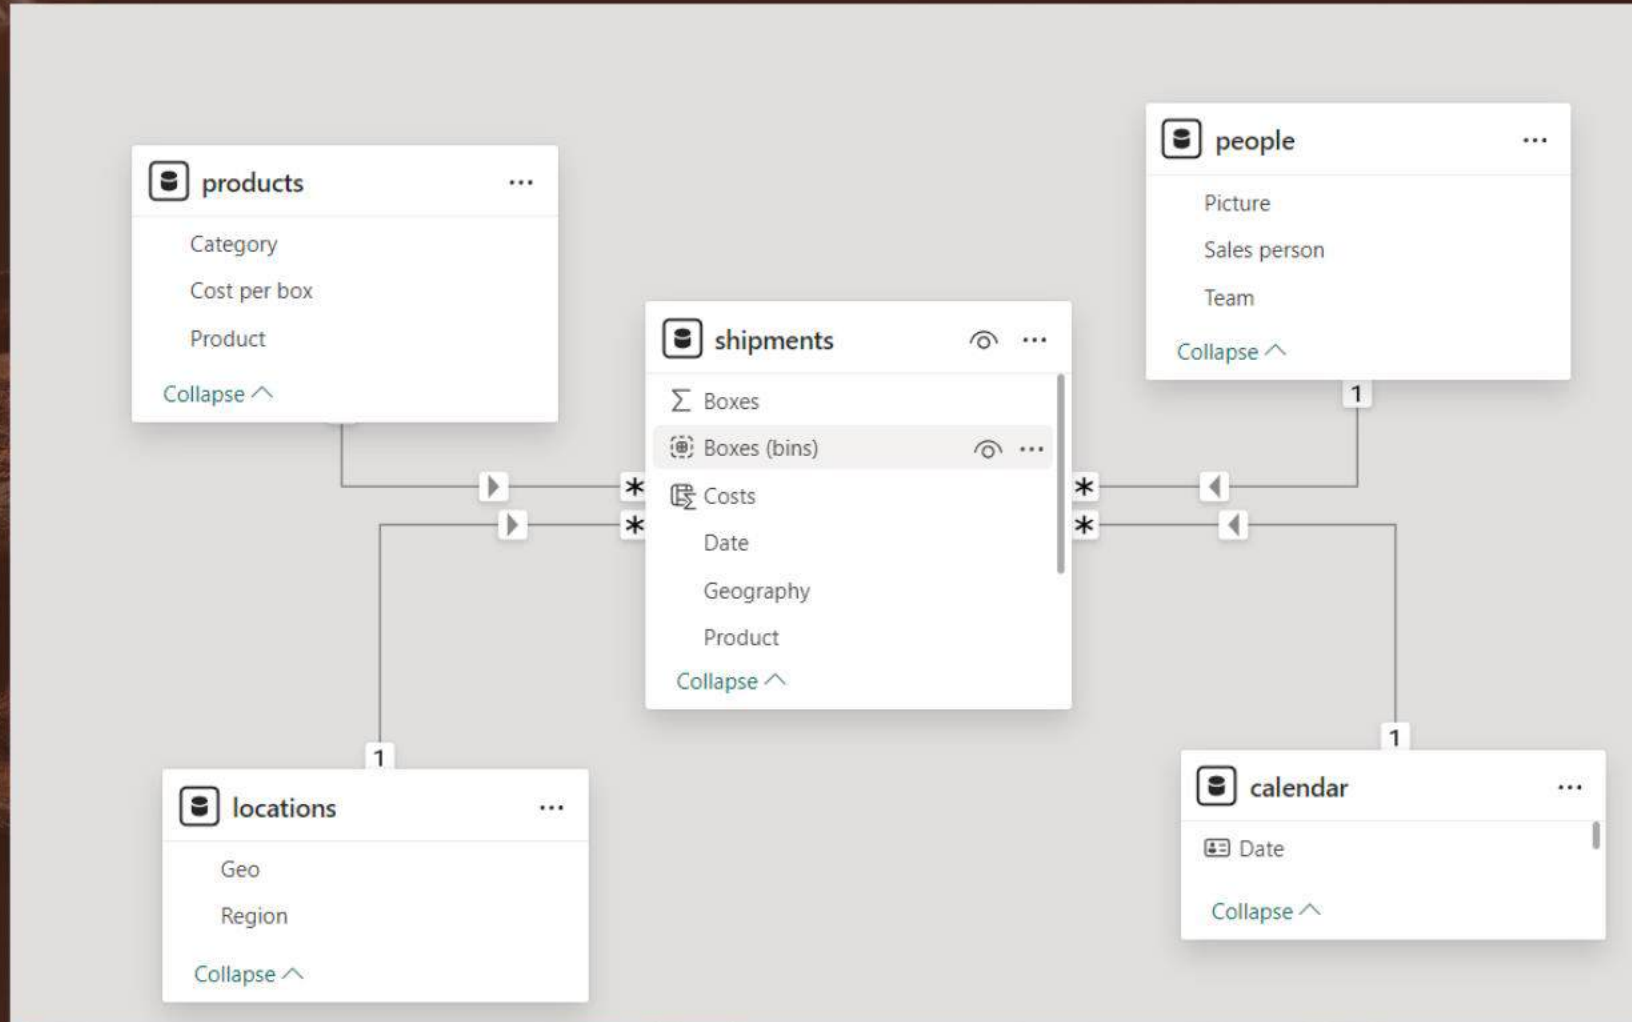 products
Category
Cost per box
Product
Collapse
people
Picture
Sales person
Team
Collapse
1
shipments
Σ Boxes
Boxes (bins)
Costs
Date
Geography
Product
Collapse
*
*
*
*
1
locations
Geo
Region
Collapse
1
calendar
Date
Collapse